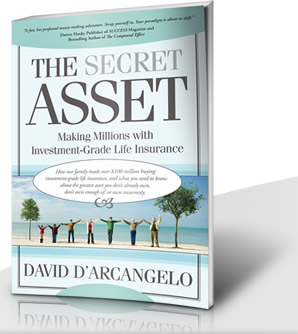 "A fun, but profound money-making adventure. Strap yourself in. Your paradigm is about to shift."
Darren Hardy, Publisher of SUCCESS Magazine and
Bestselling Author of The Compound Effect
THE SECRET
ASSET
Making Millions with
Investment-Grade Life Insurance
How our family made over $100 million buying
investment-grade life insurance, and what you need to know
about the greatest asset you don't already own,
don't own enough of, or own incorrectly.
DAVID D'ARCANGELO